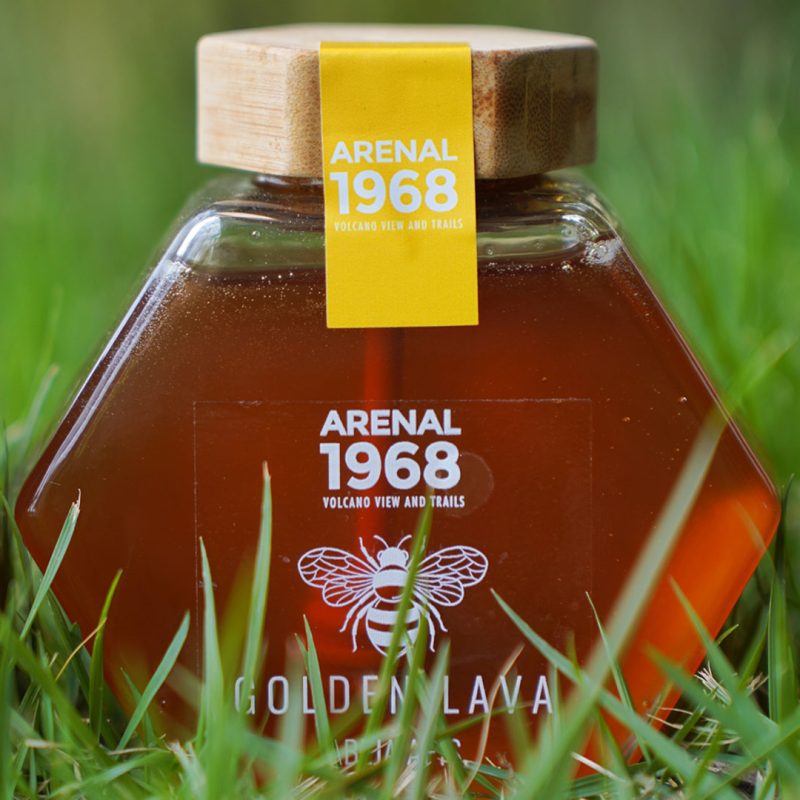 ARENAL
1968
VOLCANO VIEW AND TRAILS
ARENAL
1968
VOLCANO VIEW AND TRAILS
GOLDEN LAVA